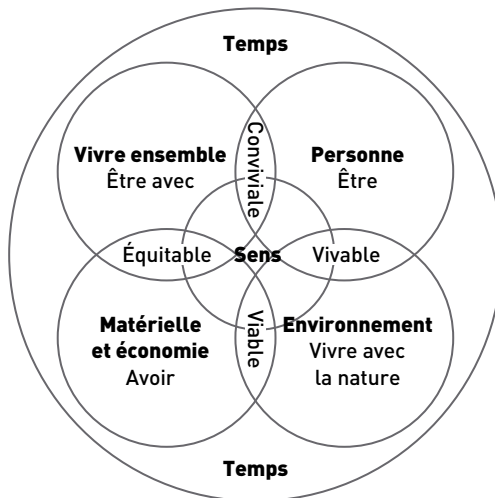 Temps
Vivre ensemble
Être avec
Conviviale
Personne
Être
Équitable
Sens
Vivable
Matérielle
et économie
Avoir
Viable
Environnement
Vivre avec
la nature
Temps